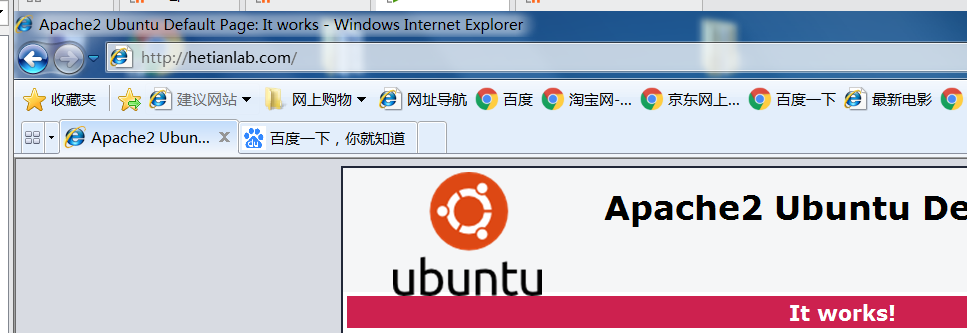 Apache2 Ubuntu Default Page: It works - Windows Internet Explorer
http://hetianlab.com/
收藏夹 建议网站 网上购物 网址导航 百度 淘宝网-... 京东网上... 百度一下 最新电影
Apache2 Ubun... 百度一下，你就知道
Apache2 Ubuntu De
ubuntu
It works!